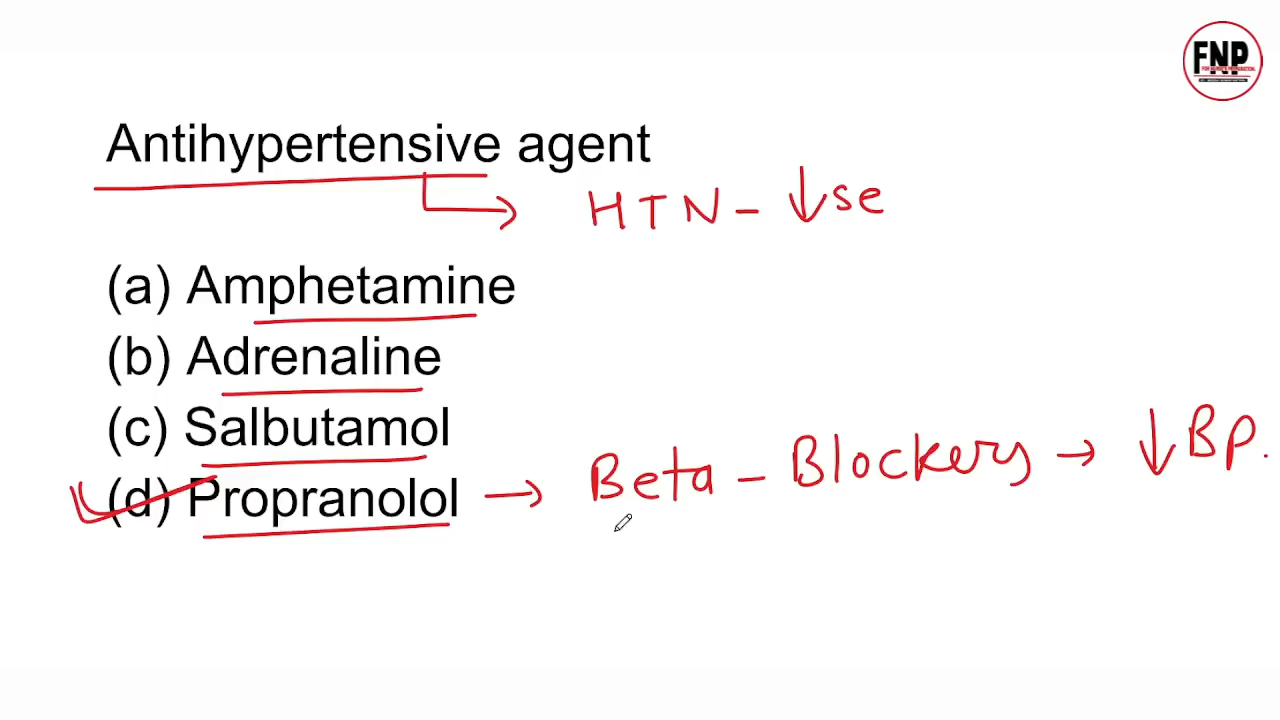 FNP
Antihypertensive agent
HTN - ↓se
(a) Amphetamine
(b) Adrenaline
(c) Salbutamol
(d) Propranolol → Beta - Blockers → ↓ BP.